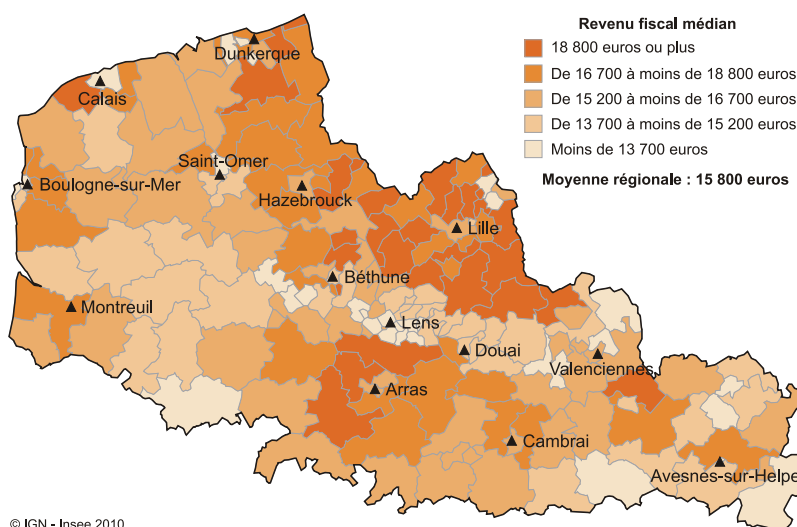 Revenu fiscal médian
18 800 euros ou plus
De 16 700 à moins de 18 800 euros
De 15 200 à moins de 16 700 euros
De 13 700 à moins de 15 200 euros
Moins de 13 700 euros
Moyenne régionale : 15 800 euros
Dunkerque
Calais
Saint-Omer
Boulogne-sur-Mer
Hazebrouck
Lille
Béthune
Montreuil
Lens
Douai
Valenciennes
Arras
Cambrai
Avesnes-sur-Helpe
© IGN - Insee 2010